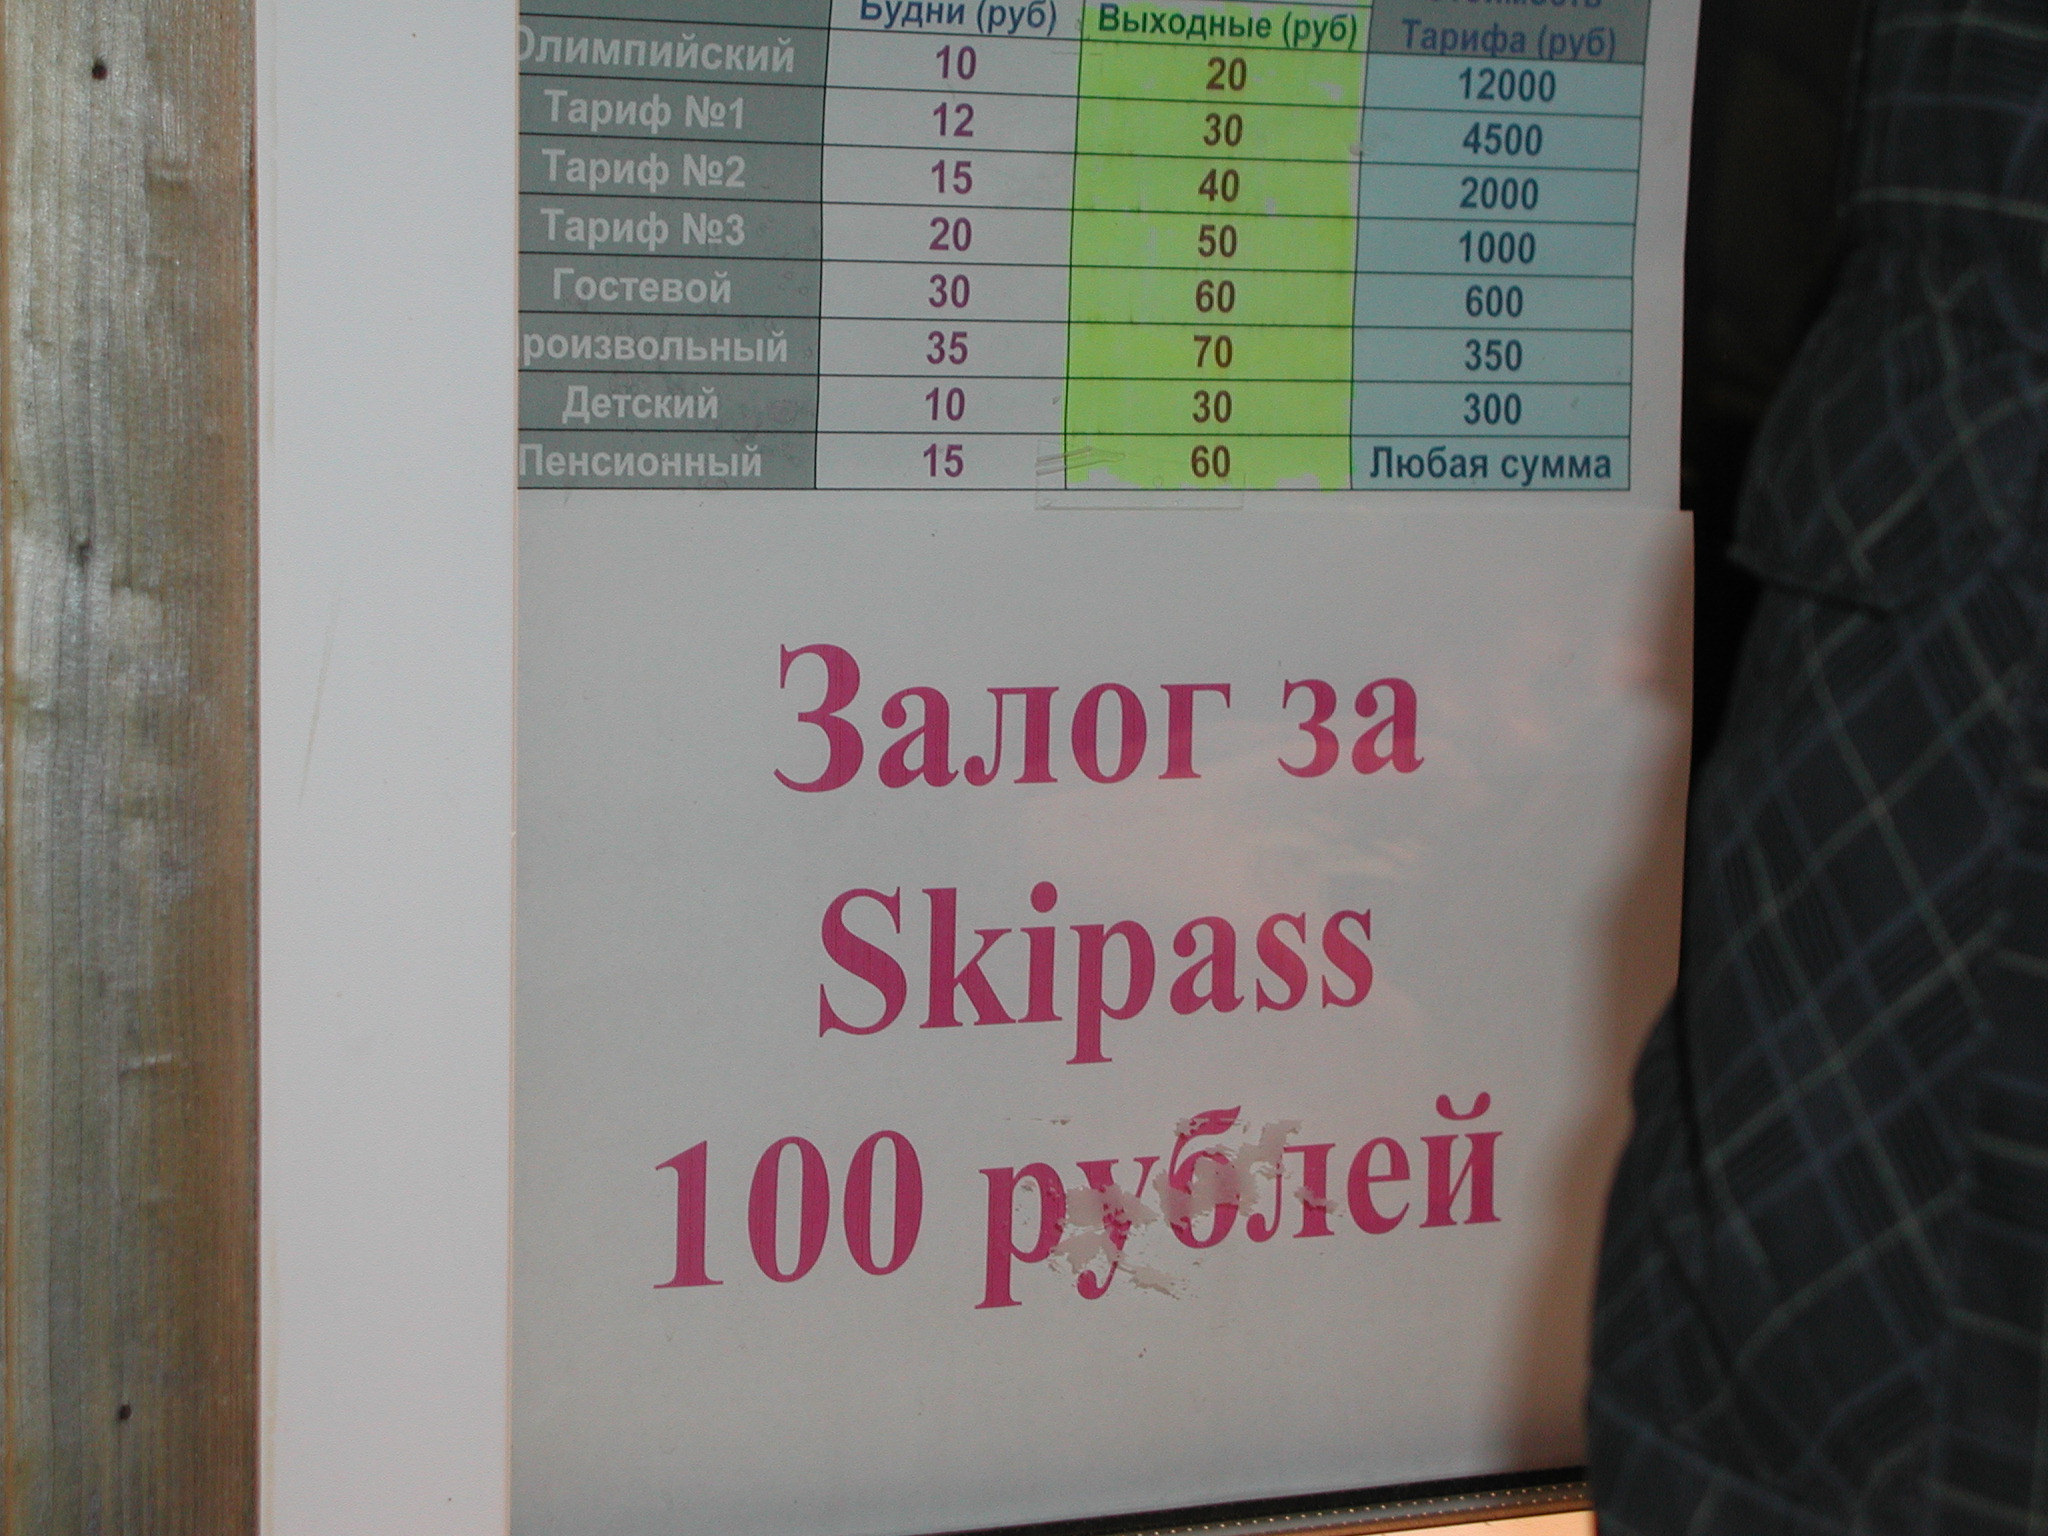 Будни (руб) Выходные (руб) Тарифа (руб)
Олимпийский 10 20 12000
Тариф №1 12 30 4500
Тариф №2 15 40 2000
Тариф №3 20 50 1000
Гостевой 30 60 600
роизвольный 35 70 350
Детский 10 30 300
Пенсионный 15 60 Любая сумма
Залог за
Skipass
100 рублей